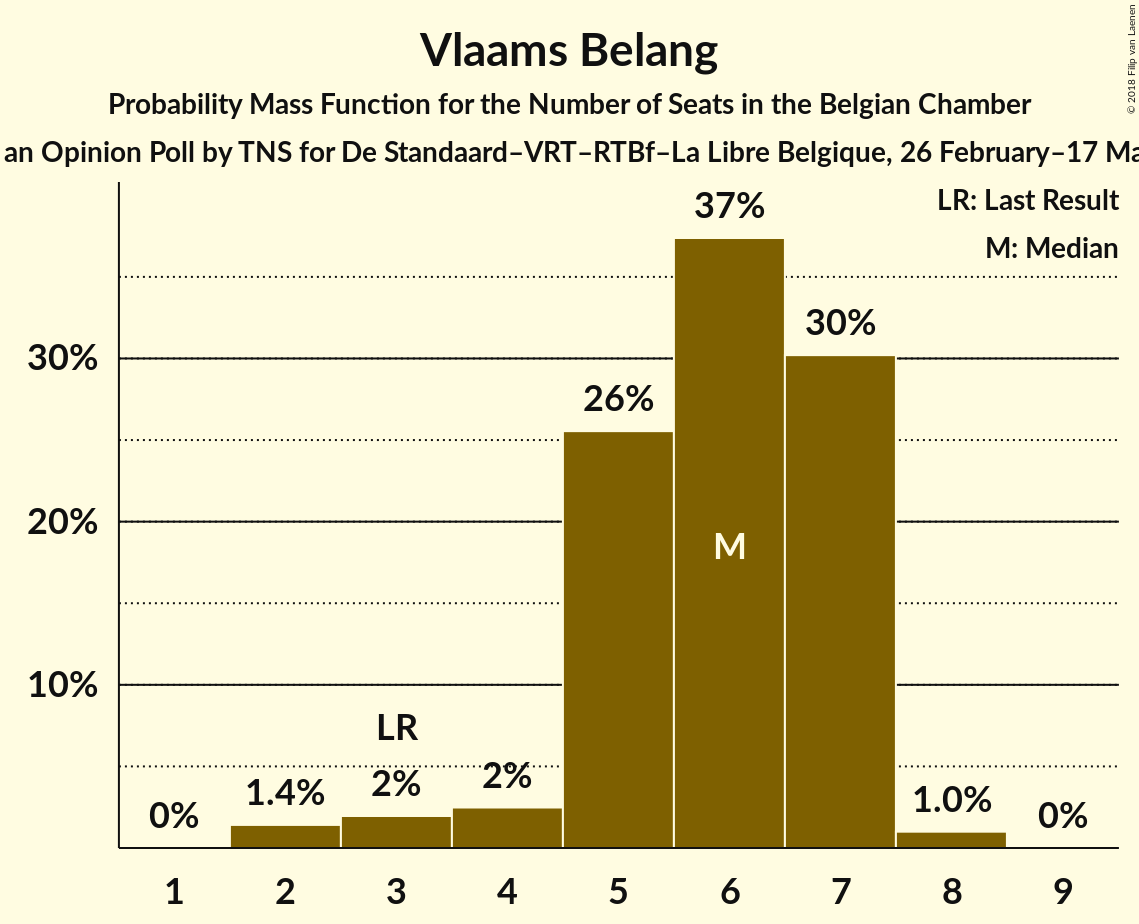 Vlaams Belang
Probability Mass Function for the Number of Seats in the Belgian Chamber
an Opinion Poll by TNS for De Standaard–VRT–RTBf–La Libre Belgique, 26 February–17
© 2018 Filip van Laenen
LR: Last Result
M: Median
37%
30%
30%
26%
20%
M
10%
LR
0%
1.4%
2%
2%
1.0%
0%
1 2 3 4 5 6 7 8 9